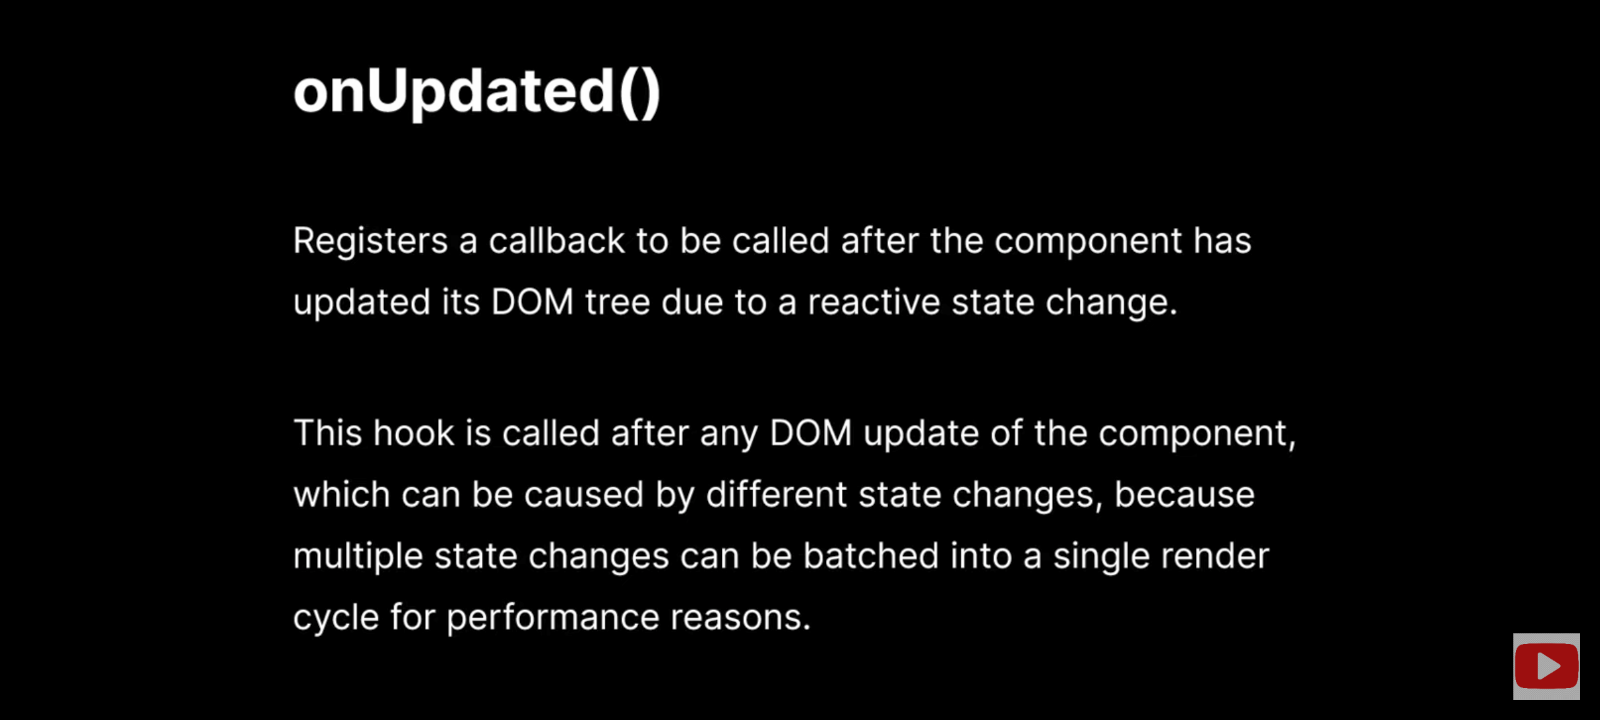 onUpdated()
Registers a callback to be called after the component has
updated its DOM tree due to a reactive state change.
This hook is called after any DOM update of the component,
which can be caused by different state changes, because
multiple state changes can be batched into a single render
cycle for performance reasons.